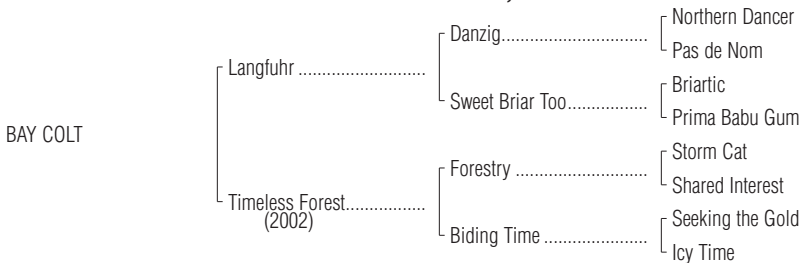 Northern Dancer
Danzig..................................
Pas de Nom
Langfuhr ..........................
Briartic
Sweet Briar Too..................
Prima Babu Gum
BAY COLT
Storm Cat
Forestry ...........................
Shared Interest
Timeless Forest.................
(2002)
Seeking the Gold
Biding Time .....................
Icy Time